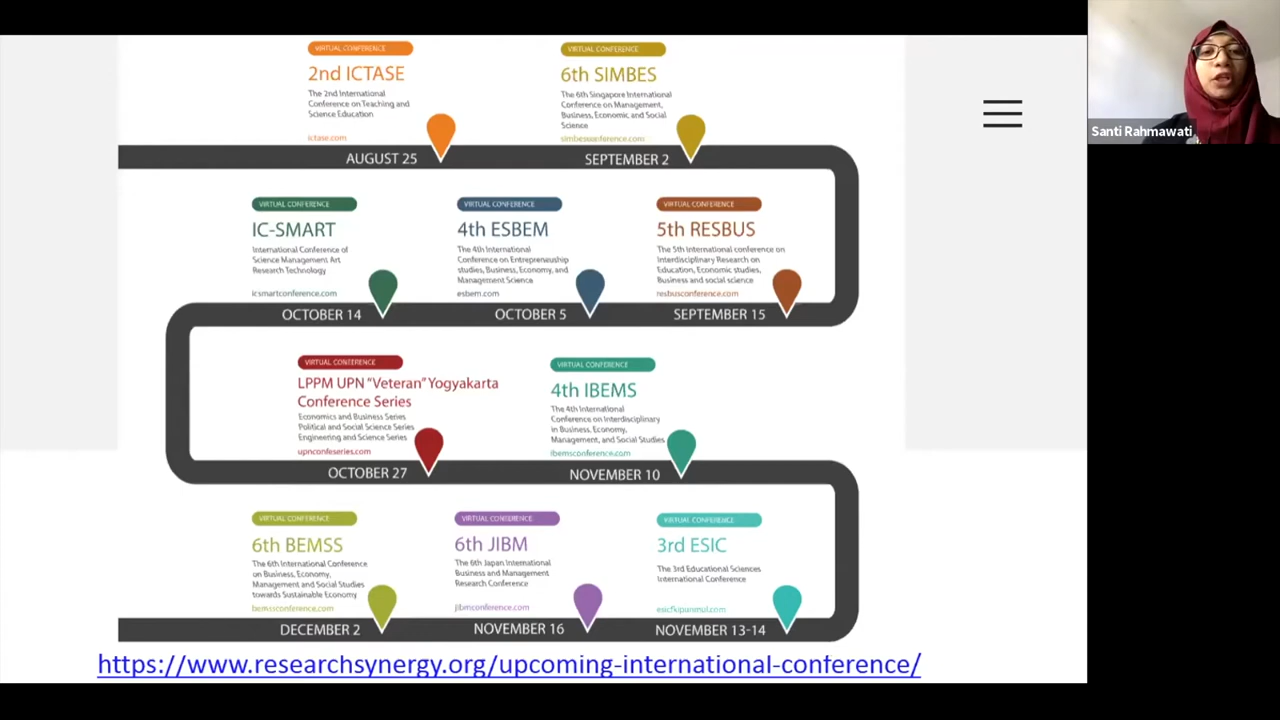 VIRTUAL CONFERENCE
2nd ICTASE
The 2nd International
Conference on Teaching and
Science Education
ictase.com
AUGUST 25
VIRTUAL CONFERENCE
6th SIMBES
The 6th Singapore International
Conference on Management,
Business, Economic, and Social
Science
simbesconference.com
SEPTEMBER 2
Santi Rahmawati
VIRTUAL CONFERENCE
IC-SMART
International Conference of
Science Management Art
Research Technology
icsmartconference.com
OCTOBER 14
VIRTUAL CONFERENCE
4th ESBEM
The 4th International
Conference on Entrepreneurship
studies, Business, Economy, and
Management Science
esbem.com
OCTOBER 5
VIRTUAL CONFERENCE
5th RESBUS
The 5th International conference on
Interdisciplinary Research on
Education, Economic studies,
Business and social science
resbusconference.com
SEPTEMBER 15
VIRTUAL CONFERENCE
LPPM UPN "Veteran" Yogyakarta
Conference Series
Economics and Business Series
Political and Social Science Series
Engineering and Science Series
upnconfeseries.com
OCTOBER 27
VIRTUAL CONFERENCE
4th IBEMS
The 4th International
Conference on Interdisciplinary
in Business, Economy,
Management, and Social Studies
ibemsconference.com
NOVEMBER 10
VIRTUAL CONFERENCE
6th BEMSS
The 6th International Conference
on Business, Economy,
Management and Social Studies
towards Sustainable Economy
bemssconference.com
DECEMBER 2
VIRTUAL CONFERENCE
6th JIBM
The 6th Japan International
Business and Management
Research Conference
jibmconference.com
NOVEMBER 16
VIRTUAL CONFERENCE
3rd ESIC
The 3rd Educational Sciences
International Conference
esicfkipunmul.com
NOVEMBER 13-14
https://www.researchsynergy.org/upcoming-international-conference/